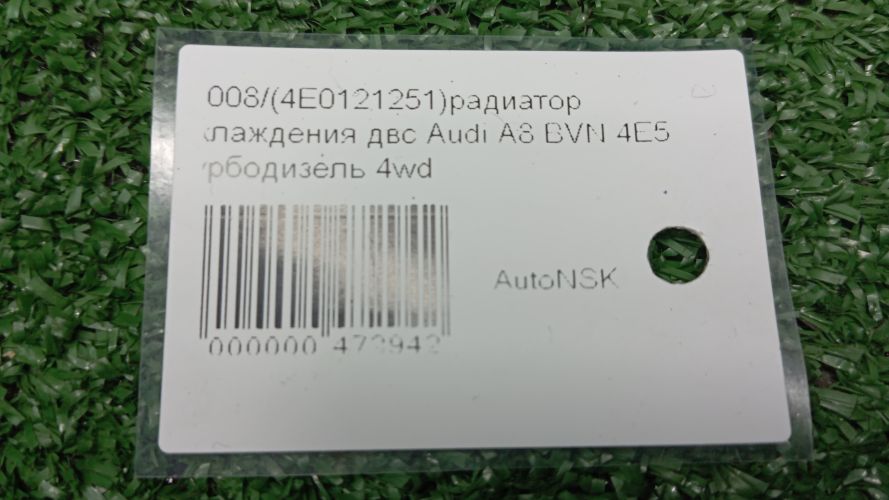 008/(4E0121251)радиатор
лаждения двс Audi A8 BVN 4E5
рбодизель 4wd
AutoNSK
000000 473942